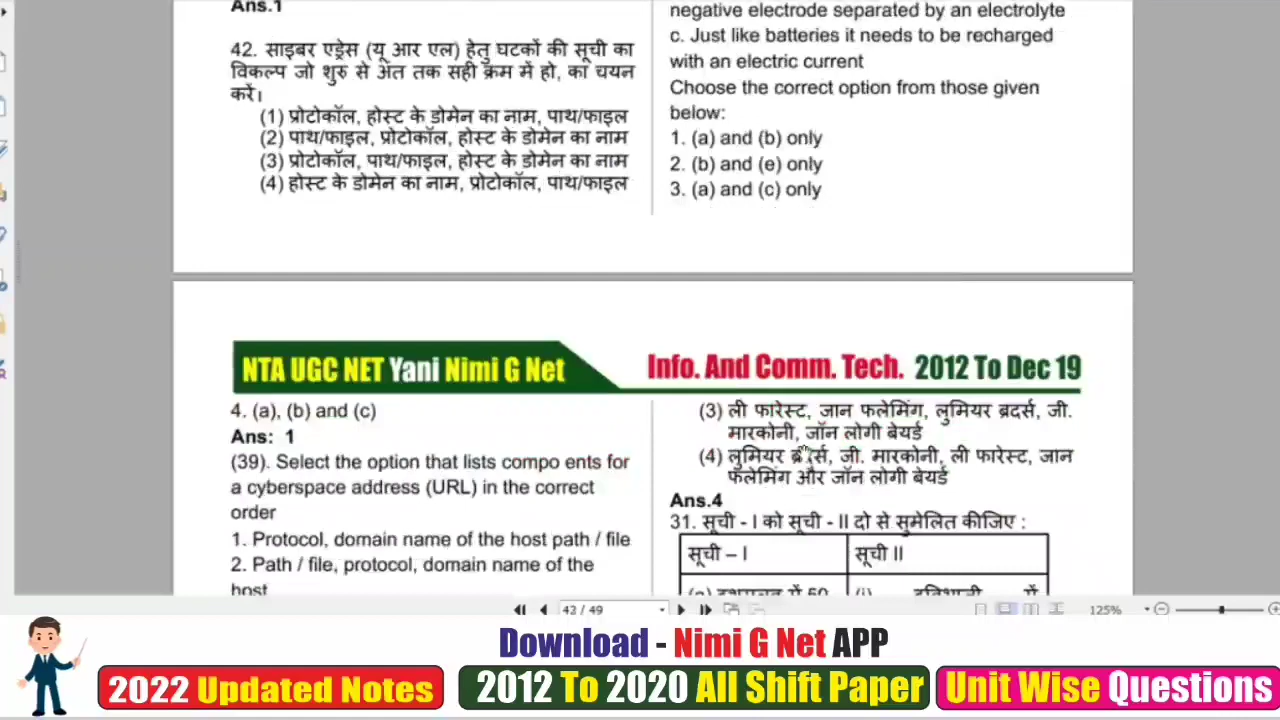 Ans.1
42. साइबर एड्रेस (यू आर एल) हेतु घटकों की सूची का
विकल्प जो शुरु से अंत तक सही क्रम में हो, का चयन
करें।
(1) प्रोटोकॉल, होस्ट के डोमेन का नाम, पाथ/फाइल
(2) पाथ/फाइल, प्रोटोकॉल, होस्ट के डोमेन का नाम
(3) प्रोटोकॉल, पाथ/फाइल, होस्ट के डोमेन का नाम
(4) होस्ट के डोमेन का नाम, प्रोटोकॉल, पाथ/फाइल
negative electrode separated by an electrolyte
c. Just like batteries it needs to be recharged
with an electric current
Choose the correct option from those given
below:
1. (a) and (b) only
2. (b) and (e) only
3. (a) and (c) only
NTA UGC NET Yani Nimi G Net
Info. And Comm. Tech. 2012 To Dec 19
4. (a), (b) and (c)
Ans: 1
(39). Select the option that lists compo ents for
a cyberspace address (URL) in the correct
order
1. Protocol, domain name of the host path / file
2. Path / file, protocol, domain name of the
host
(3) ली फारेस्ट, जान फलेमिंग, लुमियर ब्रदर्स, जी.
मारकोनी, जॉन लोगी बेयर्ड
(4) लुमियर ब्रदर्स, जी. मारकोनी, ली फारेस्ट, जान
फलेमिंग और जॉन लोगी बेयर्ड
Ans.4
31. सूची - I को सूची - II दो से सुमेलित कीजिए :
सूची – I
सूची II
43 / 49
125%
Download - Nimi G Net APP
2022 Updated Notes
2012 To 2020 All Shift Paper
Unit Wise Questions